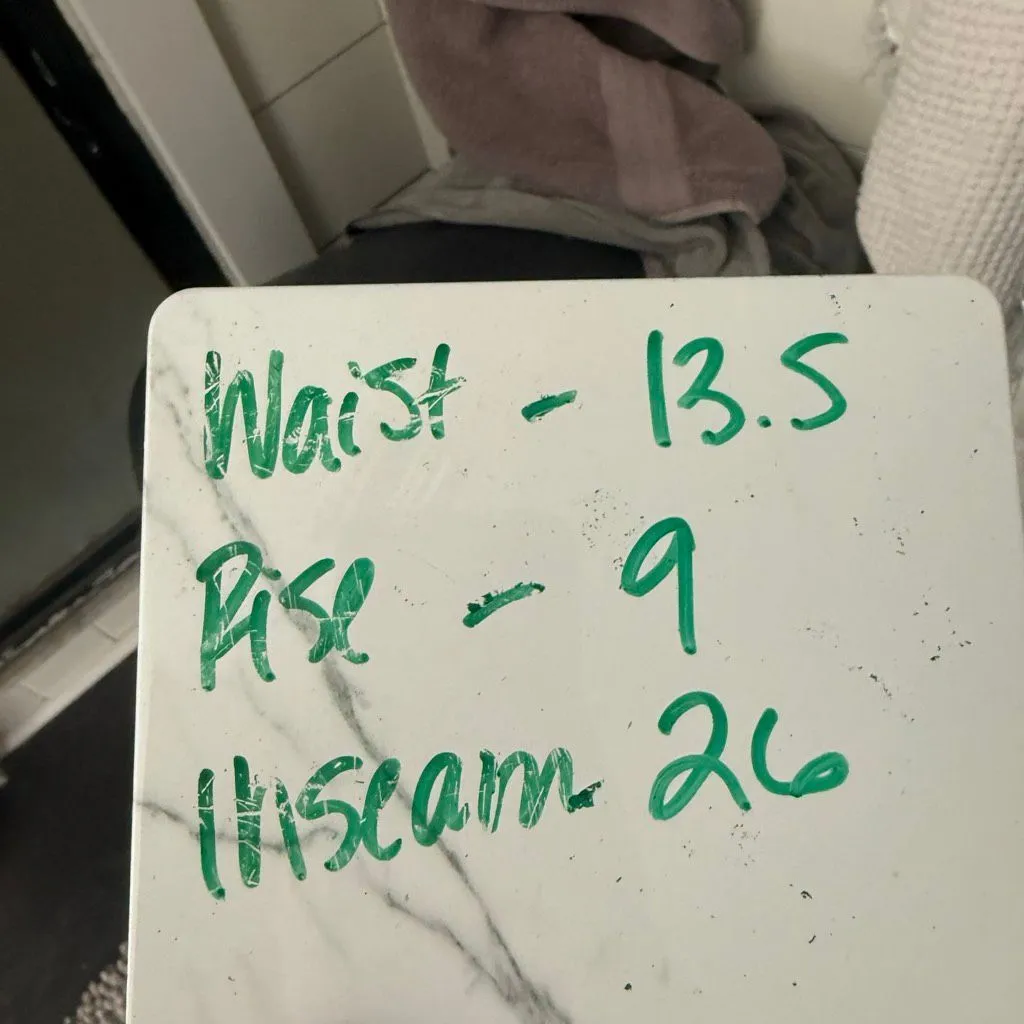 Waist - 13.5
Rise - 9
Inseam 26